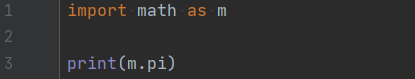 1 import math as m
2
3 print(m.pi)